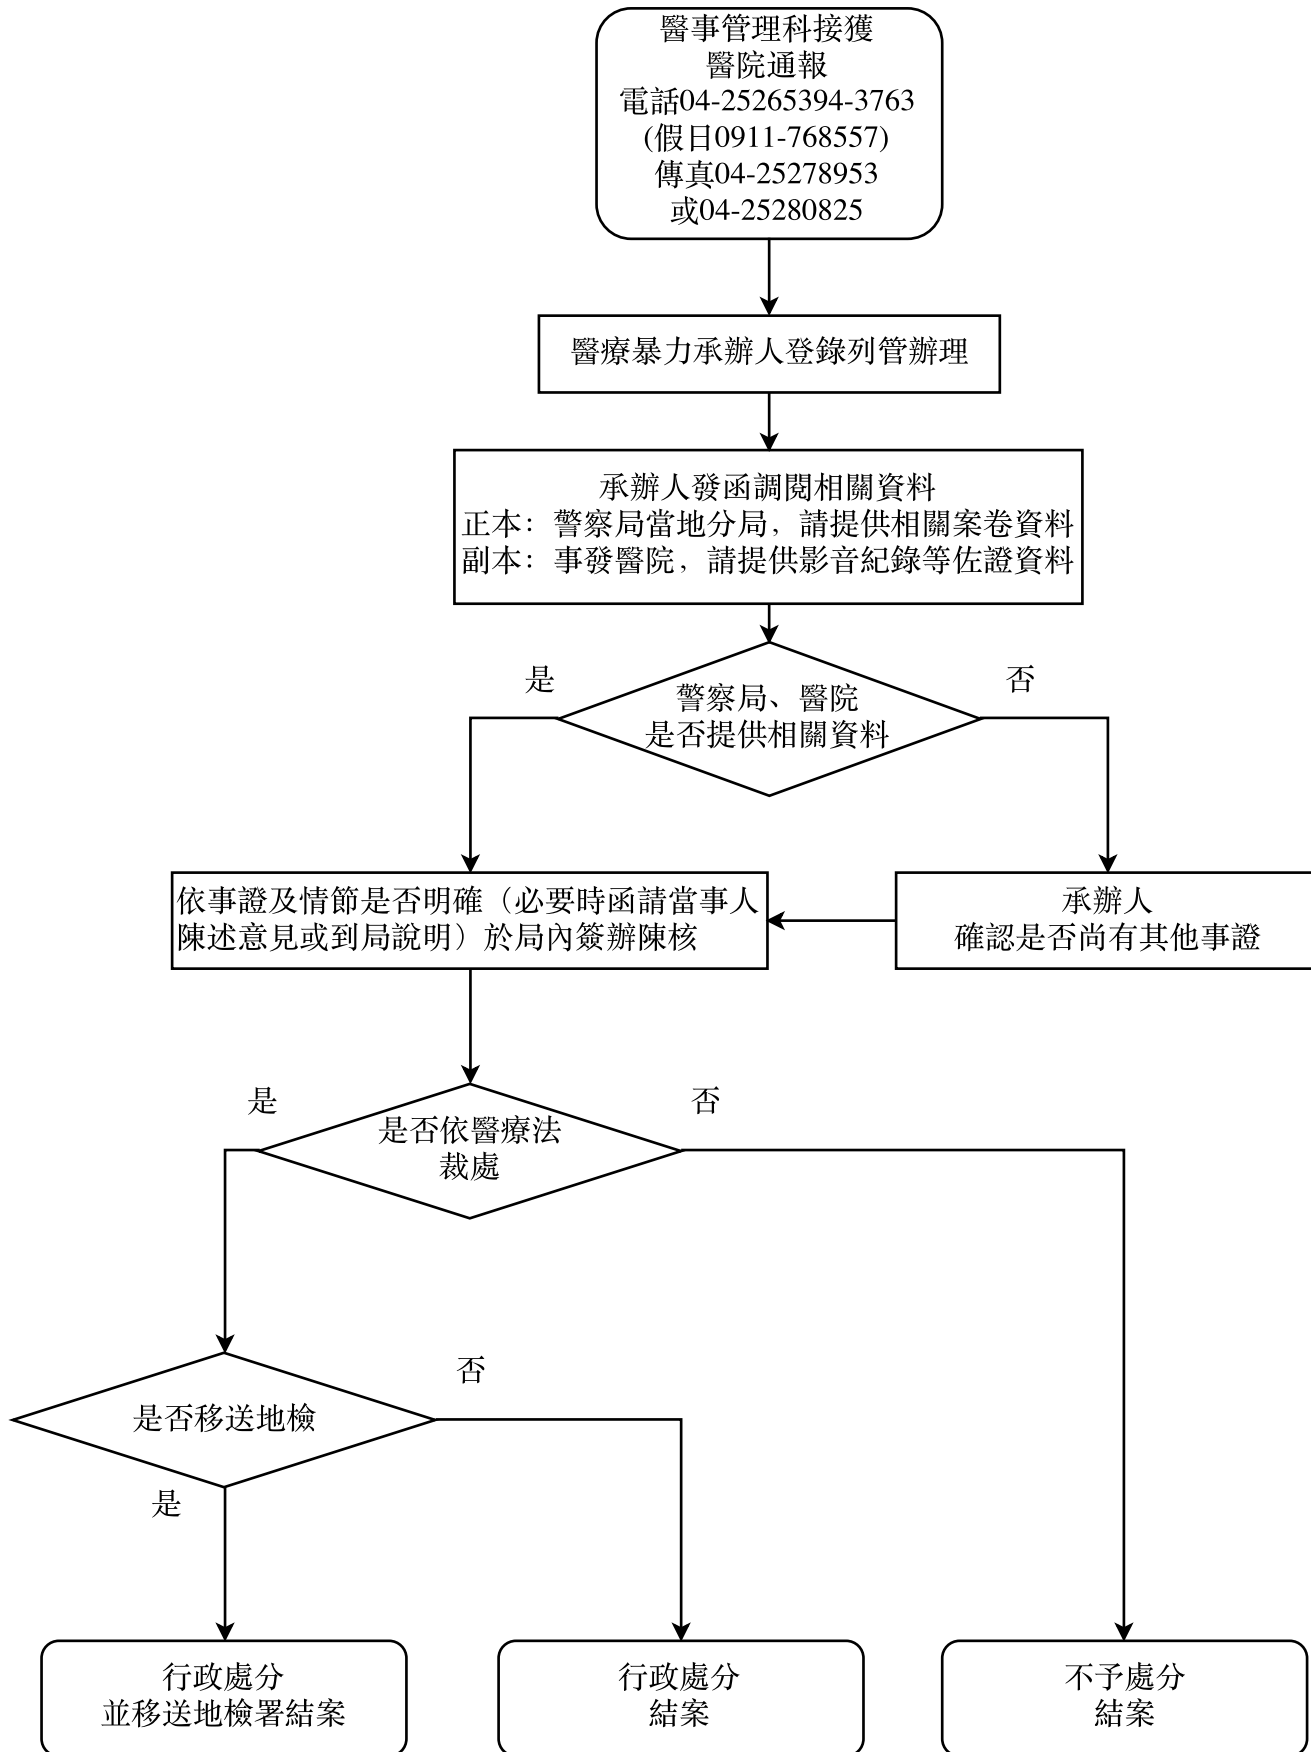 醫事管理科接獲
醫院通報
電話04-25265394-3763
(假日0911-768557)
傳真04-25278953
或04-25280825
醫療暴力承辦人登錄列管辦理
承辦人發函調閱相關資料
正本：警察局當地分局，請提供相關案卷資料
副本：事發醫院，請提供影音紀錄等佐證資料
是
否
警察局、醫院
是否提供相關資料
依事證及情節是否明確（必要時函請當事人
陳述意見或到局說明）於局內簽辦陳核
承辦人
確認是否尚有其他事證
是
否
是否依醫療法
裁處
否
是否移送地檢
是
行政處分
並移送地檢署結案
行政處分
結案
不予處分
結案